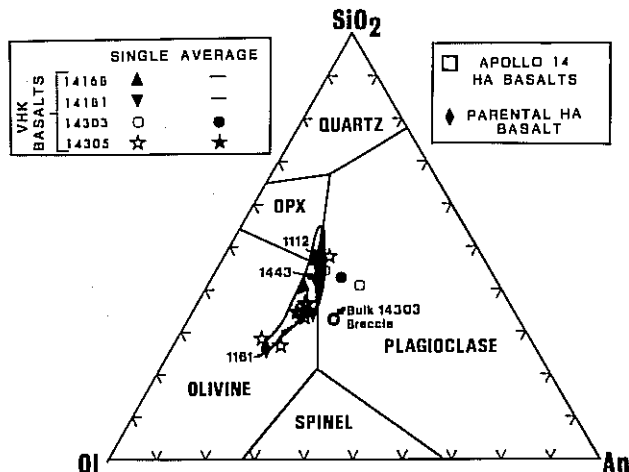 SiO2
SINGLE AVERAGE
VHK BASALTS
14168
14181
14303
14305
APOLLO 14
HA BASALTS
PARENTAL HA
BASALT
QUARTZ
OPX
1112
1443
Bulk 14303
Breccia
PLAGIOCLASE
1161
OLIVINE
SPINEL
Ol
An